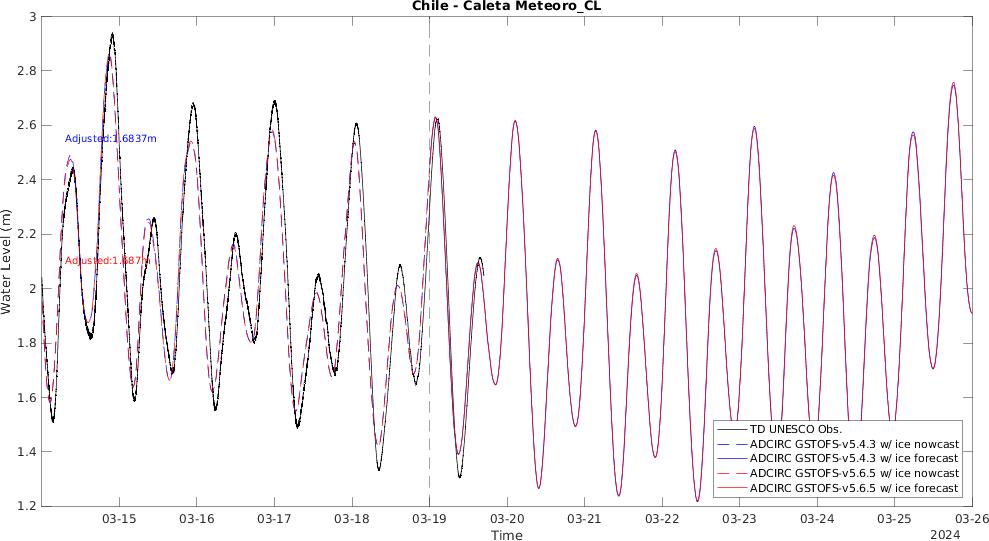 Chile - Caleta Meteoro_CL
3
2.8
2.6
2.4
2.2
2
1.8
1.6
1.4
1.2
Water Level (m)
Adjusted:1.6837m
Adjusted:1.687m
03-15 03-16 03-17 03-18 03-19 03-20 03-21 03-22 03-23 03-24 03-25 03-26
Time
2024
TD UNESCO Obs.
ADCIRC GSTOFS-v5.4.3 w/ ice nowcast
ADCIRC GSTOFS-v5.4.3 w/ ice forecast
ADCIRC GSTOFS-v5.6.5 w/ ice nowcast
ADCIRC GSTOFS-v5.6.5 w/ ice forecast